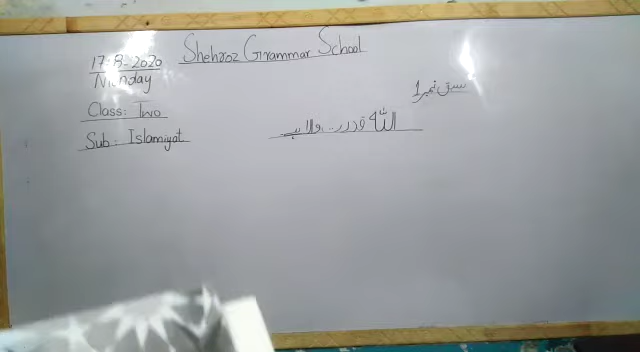 Shehroz Grammar School
17-8-2020
Monday
Class: Two
Sub: Islamiyat
سبق نمبر 1
اللہ قدرت والا ہے